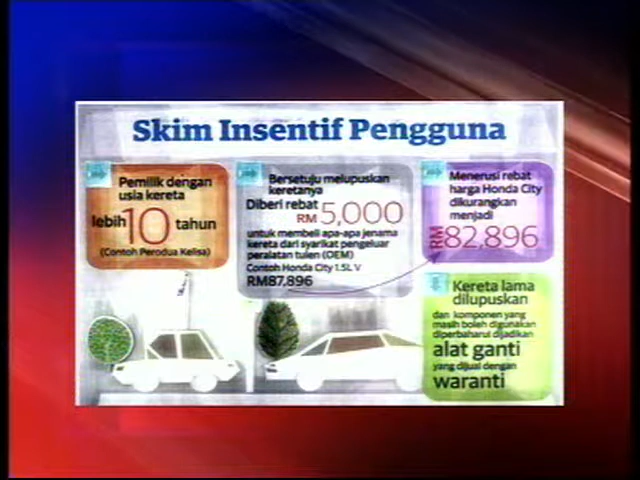 Skim Insentif Pengguna
Pemilik dengan
usia kereta
lebih 10 tahun
(Contoh Perodua Kelisa)
Bersetuju melupuskan
keretanya
Diberi rebat
RM 5,000
untuk membeli apa-apa jenama
kereta dari syarikat pengeluar
peralatan tulen (OEM)
Contoh Honda City 1.5L V
RM87,896
Menerusi rebat
harga Honda City
dikurangkan
menjadi
RM82,896
Kereta lama
dilupuskan
dan komponen yang
masih boleh digunakan
diperbaharui dijadikan
alat ganti
yang dijual dengan
waranti